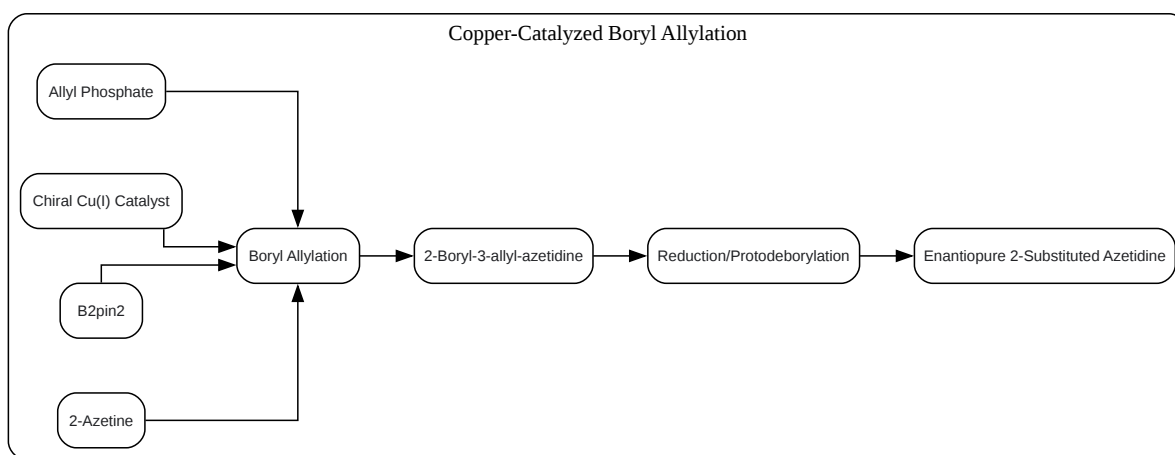 Copper-Catalyzed Boryl Allylation
Allyl Phosphate
Chiral Cu(I) Catalyst
Boryl Allylation
2-Boryl-3-allyl-azetidine
Reduction/Protodeborylation
Enantiopure 2-Substituted Azetidine
B2pin2
2-Azetine